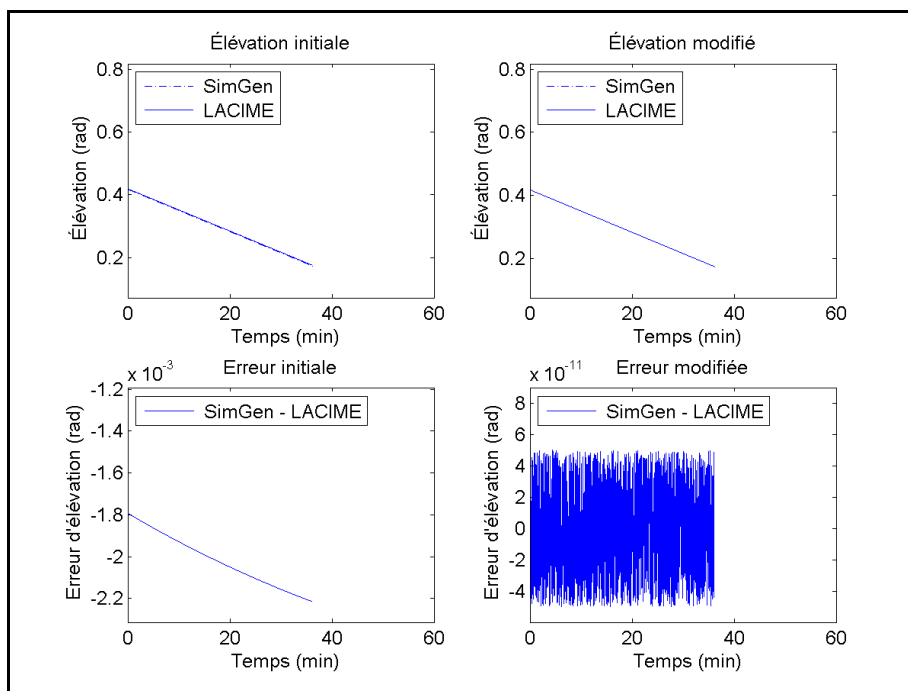 Élévation initiale
0.8
0.6
0.4
0.2
Élévation (rad)
SimGen
LACIME
0
20
40
60
Temps (min)
Élévation modifié
0.8
0.6
0.4
0.2
Élévation (rad)
SimGen
LACIME
0
20
40
60
Temps (min)
Erreur initiale
x 10^-3
-1.2
-1.4
-1.6
-1.8
-2
-2.2
Erreur d'élévation (rad)
SimGen - LACIME
0
20
40
60
Temps (min)
Erreur modifiée
x 10^-11
8
6
4
2
0
-2
-4
Erreur d'élévation (rad)
SimGen - LACIME
0
20
40
60
Temps (min)